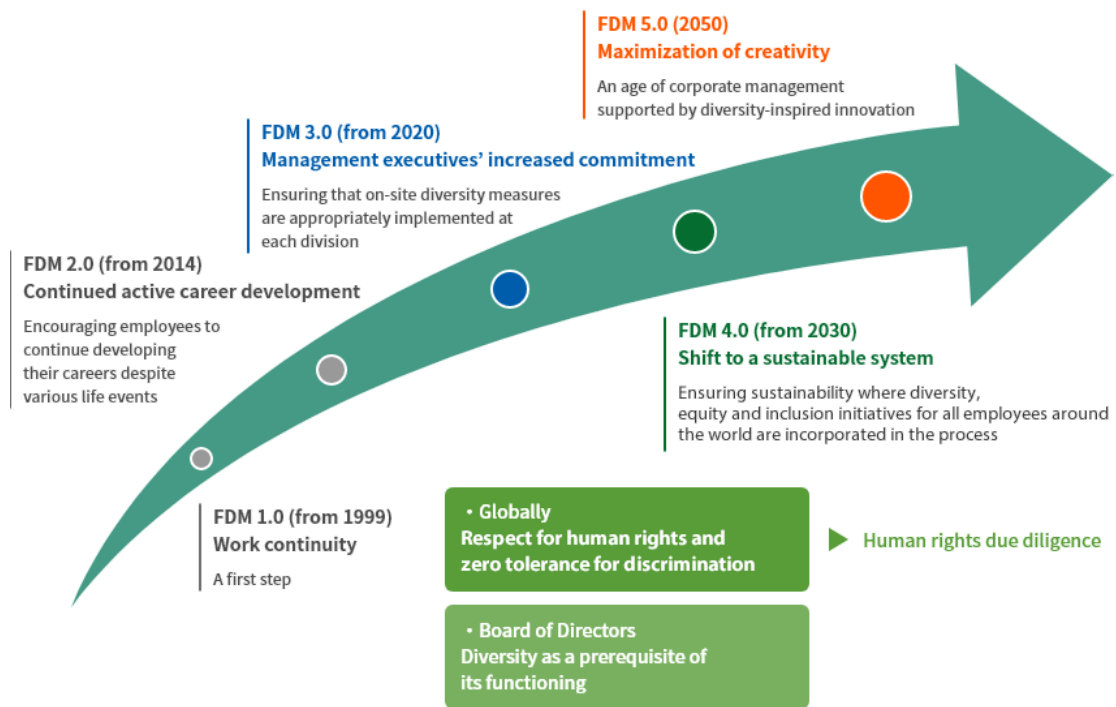 FDM 5.0 (2050)
Maximization of creativity
An age of corporate management
supported by diversity-inspired innovation
FDM 3.0 (from 2020)
Management executives’ increased commitment
Ensuring that on-site diversity measures
are appropriately implemented at
each division
FDM 2.0 (from 2014)
Continued active career development
Encouraging employees to
continue developing
their careers despite
various life events
FDM 4.0 (from 2030)
Shift to a sustainable system
Ensuring sustainability where diversity,
equity and inclusion initiatives for all employees around
the world are incorporated in the process
FDM 1.0 (from 1999)
Work continuity
A first step
・Globally
Respect for human rights and
zero tolerance for discrimination
Human rights due diligence
・Board of Directors
Diversity as a prerequisite of
its functioning